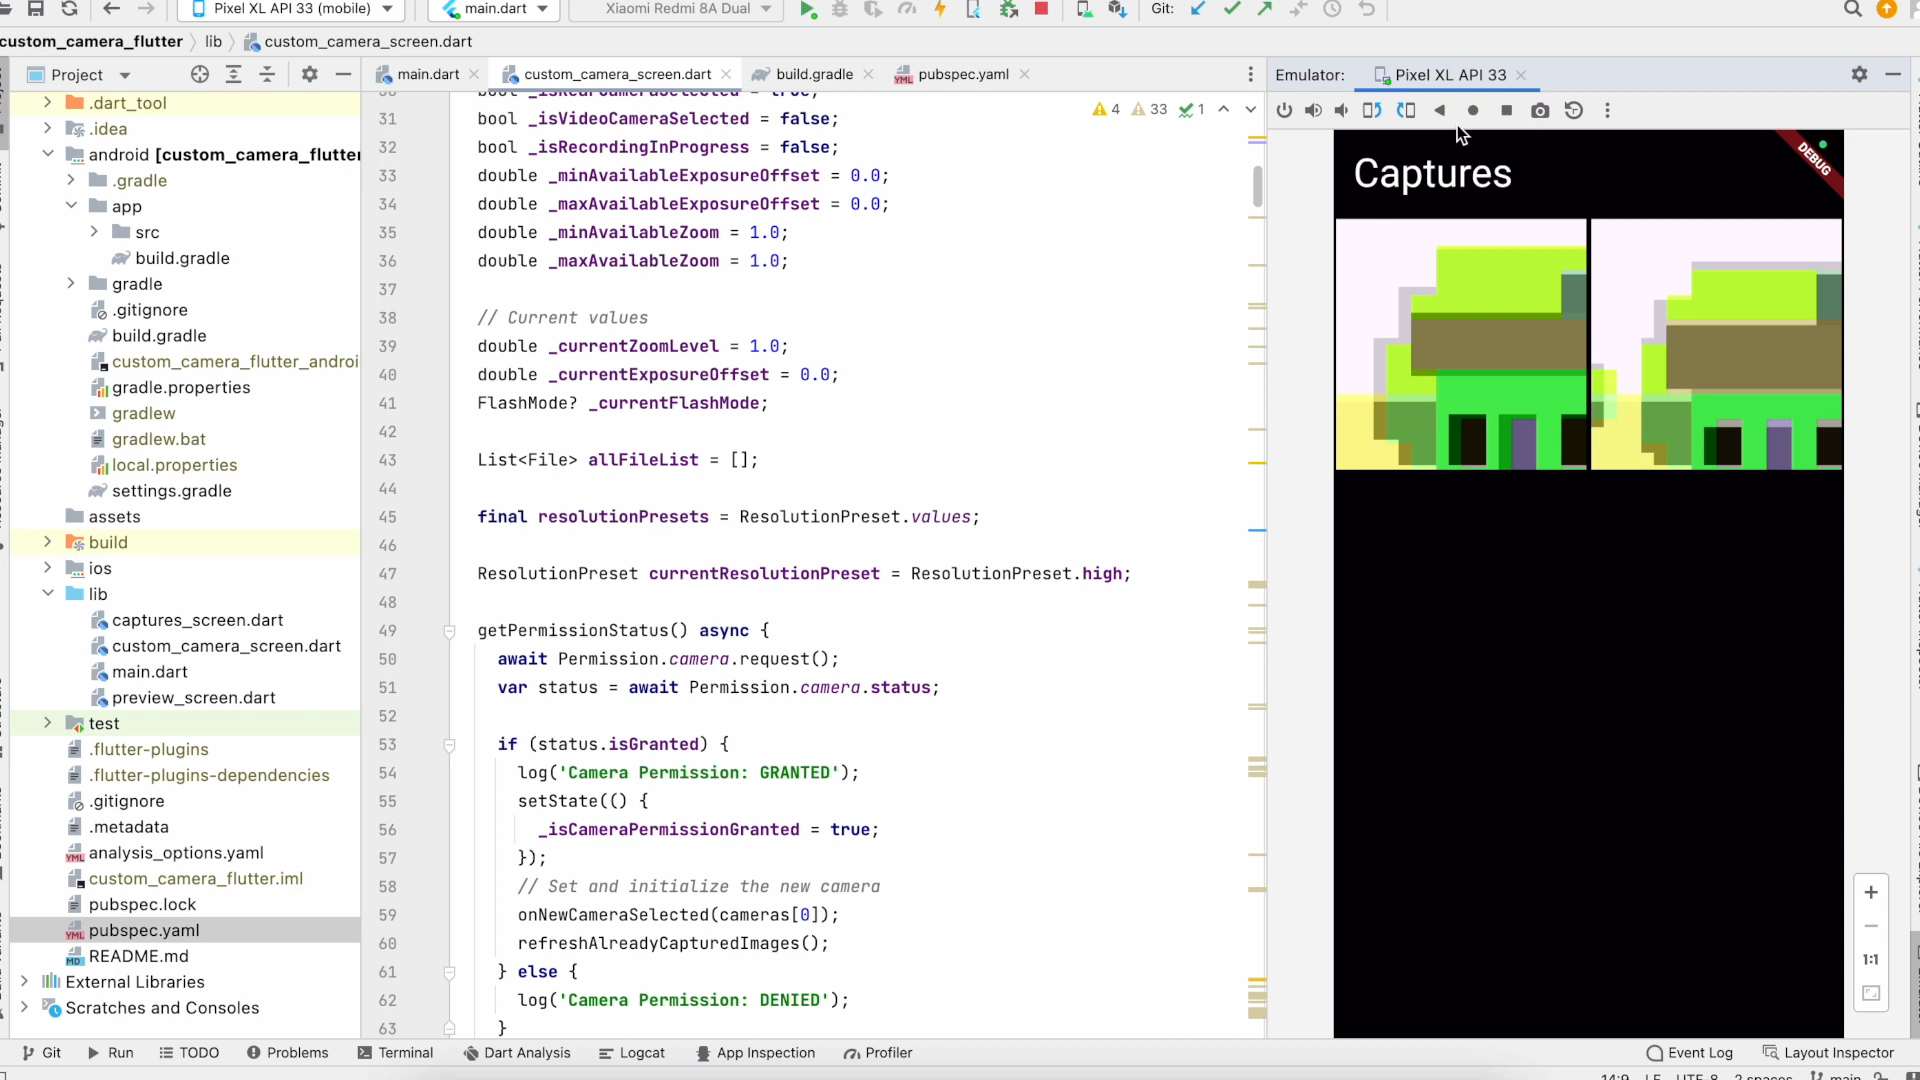 Pixel XL API 33 (mobile)
main.dart
Xiaomi Redmi 8A Dual
Git:
custom_camera_flutter
lib
custom_camera_screen.dart
Project
main.dart
custom_camera_screen.dart
build.gradle
pubspec.yaml
Emulator:
Pixel XL API 33
.dart_tool
.idea
android [custom_camera_flutter
.gradle
app
src
build.gradle
gradle
.gitignore
build.gradle
custom_camera_flutter_androi
gradle.properties
gradlew
gradlew.bat
local.properties
settings.gradle
assets
build
ios
lib
captures_screen.dart
custom_camera_screen.dart
main.dart
preview_screen.dart
test
.flutter-plugins
.flutter-plugins-dependencies
.gitignore
.metadata
analysis_options.yaml
custom_camera_flutter.iml
pubspec.lock
pubspec.yaml
README.md
External Libraries
Scratches and Consoles
4 33 1
31 bool _isVideoCameraSelected = false;
32 bool _isRecordingInProgress = false;
33 double _minAvailableExposureOffset = 0.0;
34 double _maxAvailableExposureOffset = 0.0;
35 double _minAvailableZoom = 1.0;
36 double _maxAvailableZoom = 1.0;
37
38 // Current values
39 double _currentZoomLevel = 1.0;
40 double _currentExposureOffset = 0.0;
41 FlashMode? _currentFlashMode;
42
43 List<File> allFileList = [];
44
45 final resolutionPresets = ResolutionPreset.values;
46
47 ResolutionPreset currentResolutionPreset = ResolutionPreset.high;
48
49 getPermissionStatus() async {
50 await Permission.camera.request();
51 var status = await Permission.camera.status;
52
53 if (status.isGranted) {
54 log('Camera Permission: GRANTED');
55 setState(() {
56 _isCameraPermissionGranted = true;
57 });
58 // Set and initialize the new camera
59 onNewCameraSelected(cameras[0]);
60 refreshAlreadyCapturedImages();
61 } else {
62 log('Camera Permission: DENIED');
63 }
Captures
DEBUG
1:1
Git
Run
TODO
Problems
Terminal
Dart Analysis
Logcat
App Inspection
Profiler
Event Log
Layout Inspector